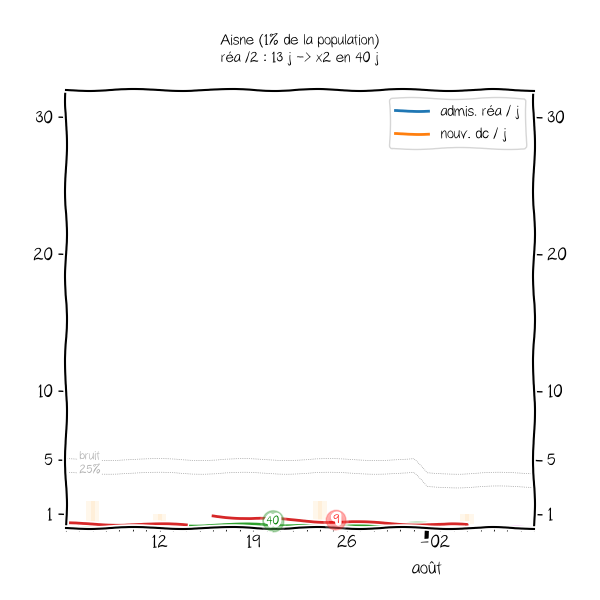 Aisne (1% de la population)
réa /2 : 13 j -> x2 en 40 j
admis. réa / j
nouv. dc / j
30
30
20
20
10
10
bruit
5
5
25%
1
1
40
9
12
19
26
02
août